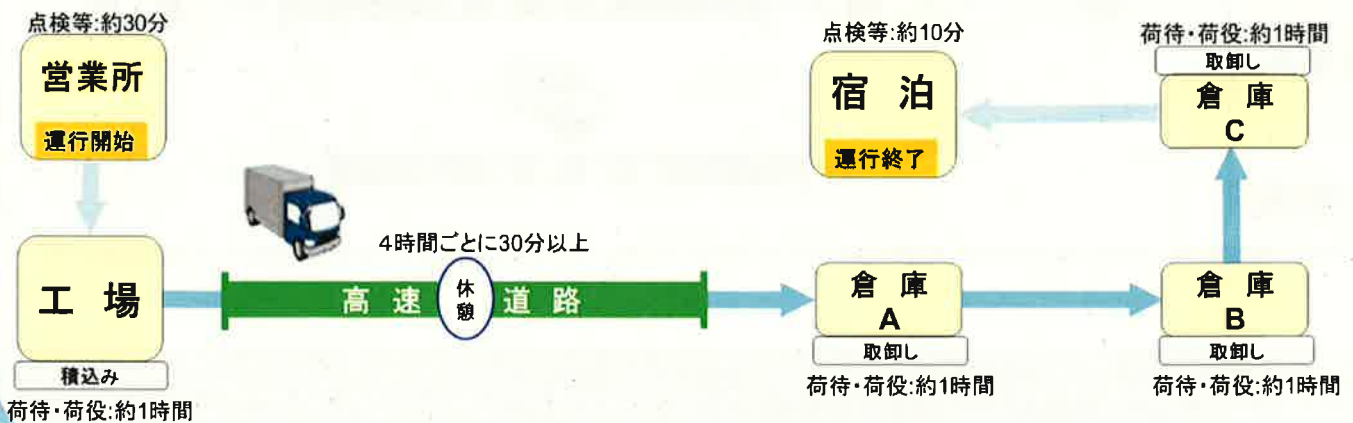 点検等:約30分
営業所
運行開始
工場
積込み
荷待・荷役:約1時間
4時間ごとに30分以上
高速
休憩
道路
倉庫
A
取卸し
荷待・荷役:約1時間
倉庫
B
取卸し
荷待・荷役:約1時間
荷待・荷役:約1時間
取卸し
倉庫
C
点検等:約10分
宿泊
運行終了